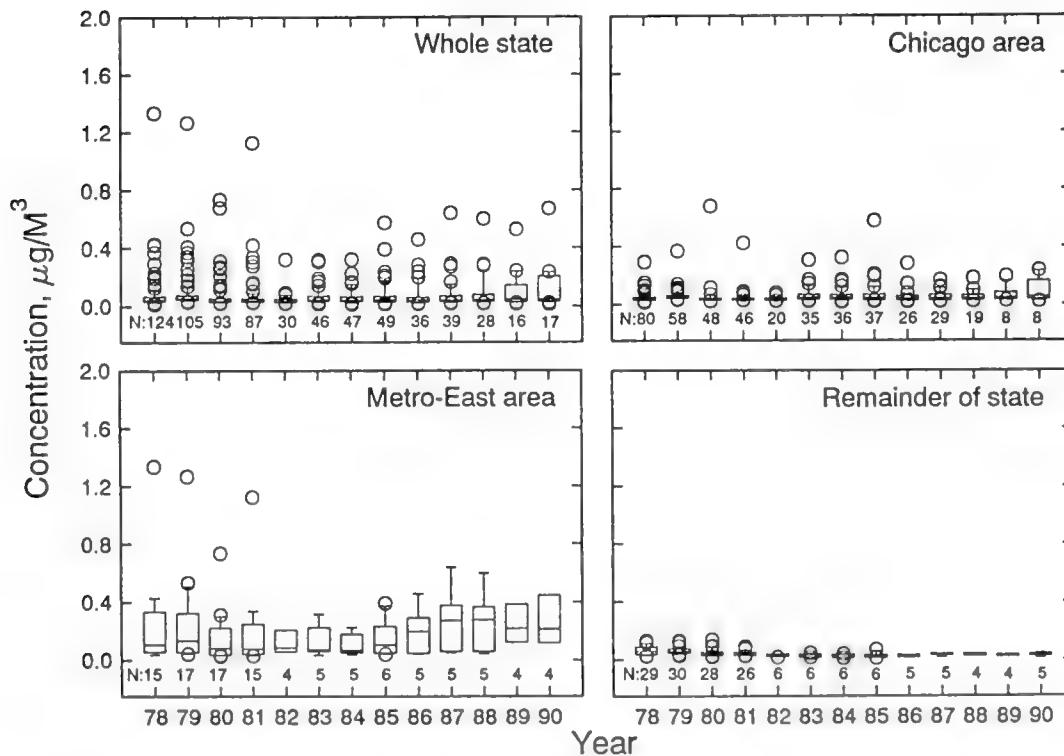 Concentration, μg/M³
Whole state
2.0
1.6
1.2
0.8
0.4
0.0
N:124 105 93 87 30 46 47 49 36 39 28 16 17
Chicago area
N:80 58 48 46 20 35 36 37 26 29 19 8 8
Metro-East area
2.0
1.6
1.2
0.8
0.4
0.0
N:15 17 17 15 4 5 5 6 5 5 5 4 4
78 79 80 81 82 83 84 85 86 87 88 89 90
Remainder of state
N:29 30 28 26 6 6 6 6 5 5 4 4 5
78 79 80 81 82 83 84 85 86 87 88 89 90
Year